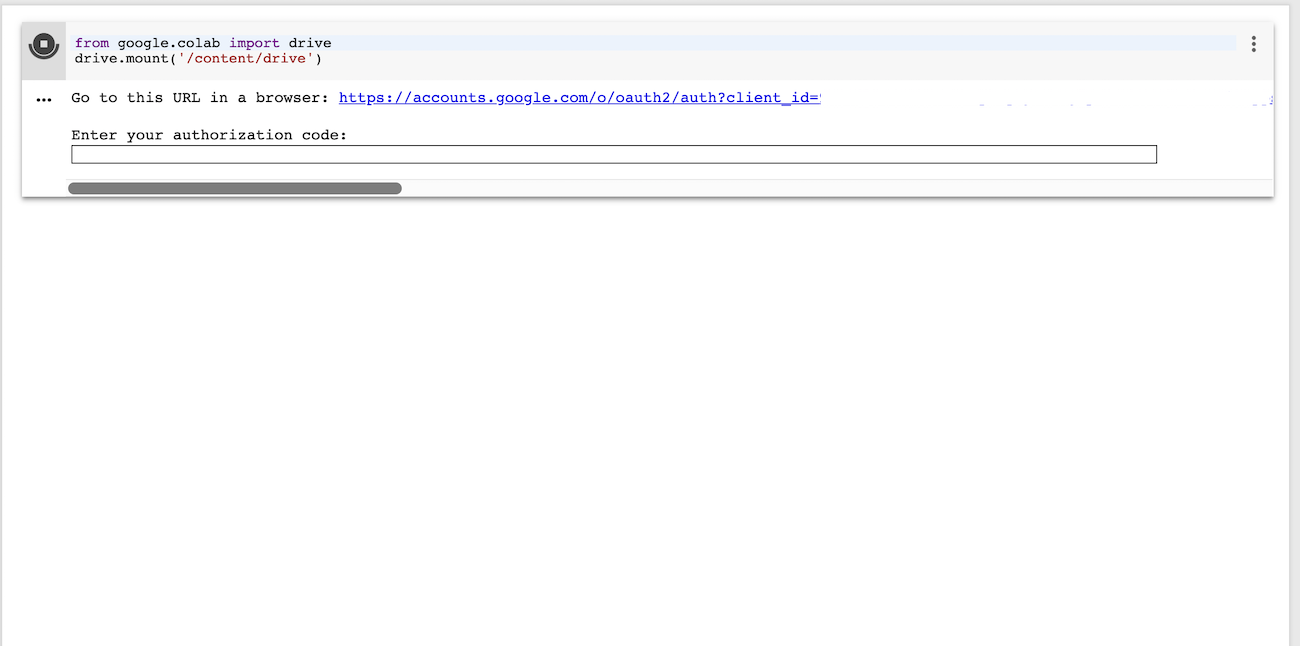 from google.colab import drive
drive.mount('/content/drive')
Go to this URL in a browser: https://accounts.google.com/o/oauth2/auth?client_id=
Enter your authorization code: